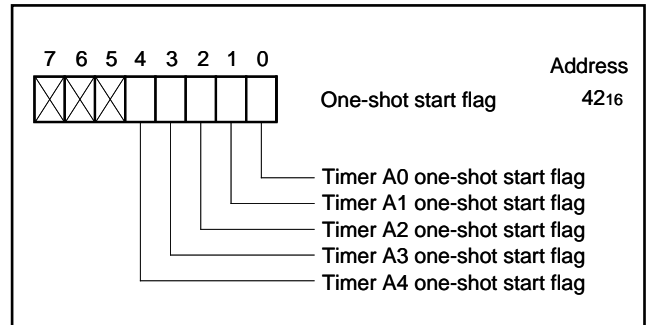 7 6 5 4 3 2 1 0
Address
One-shot start flag 4216
Timer A0 one-shot start flag
Timer A1 one-shot start flag
Timer A2 one-shot start flag
Timer A3 one-shot start flag
Timer A4 one-shot start flag